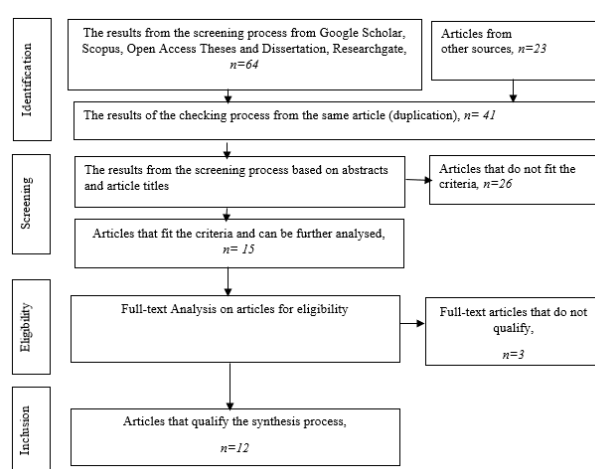 Identification
The results from the screening process from Google Scholar,
Scopus, Open Access Theses and Dissertation, Researchgate,
n=64
Articles from
other sources, n=23
The results of the checking process from the same article (duplication), n= 41
Screening
The results from the screening process based on abstracts
and article titles
Articles that do not fit the
criteria, n=26
Articles that fit the criteria and can be further analysed,
n= 15
Eligibility
Full-text Analysis on articles for eligibility
Full-text articles that do not
qualify,
n=3
Inclusion
Articles that qualify the synthesis process,
n=12